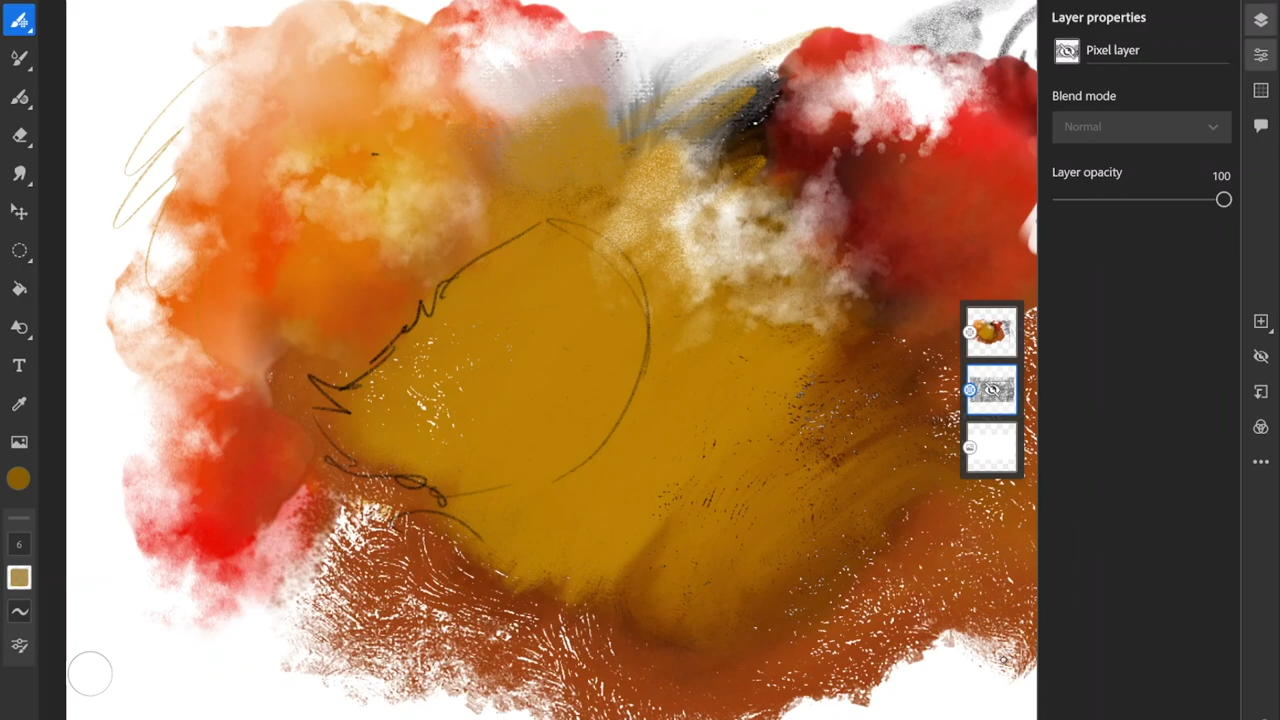 Layer properties
Pixel layer
Blend mode
Normal
Layer opacity
100
T
6